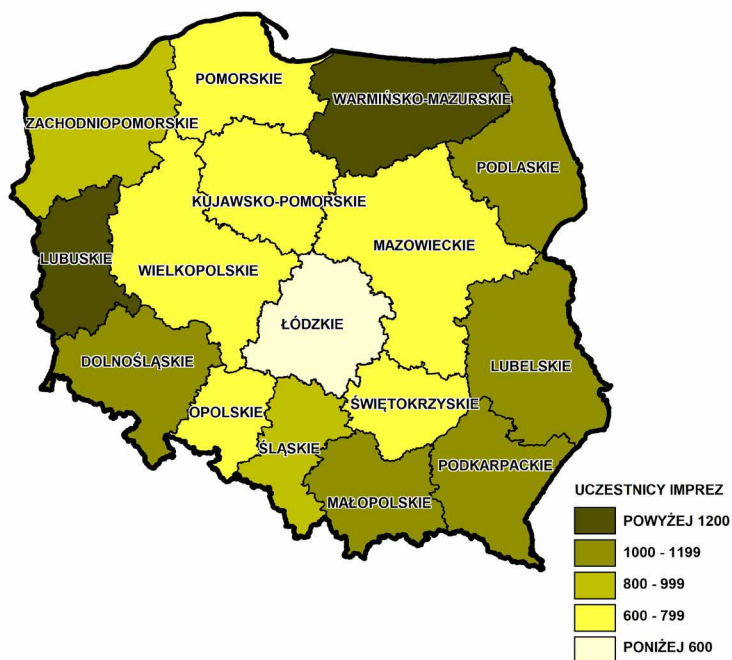 POMORSKIE
WARMIŃSKO-MAZURSKIE
ZACHODNIOPOMORSKIE
PODLASKIE
KUJAWSKO-POMORSKIE
MAZOWIECKIE
LUBUSKIE
WIELKOPOLSKIE
ŁÓDZKIE
DOLNOŚLĄSKIE
LUBELSKIE
OPOLSKIE
ŚWIĘTOKRZYSKIE
ŚLĄSKIE
PODKARPACKIE
MAŁOPOLSKIE
UCZESTNICY IMPREZ
POWYŻEJ 1200
1000 - 1199
800 - 999
600 - 799
PONIŻEJ 600